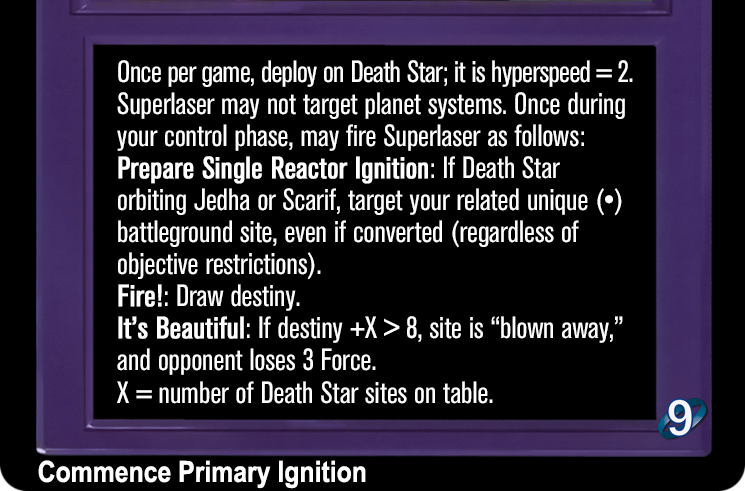 Once per game, deploy on Death Star; it is hyperspeed = 2.
Superlaser may not target planet systems. Once during
your control phase, may fire Superlaser as follows:
Prepare Single Reactor Ignition: If Death Star
orbiting Jedha or Scarif, target your related unique (•)
battleground site, even if converted (regardless of
objective restrictions).
Fire!: Draw destiny.
It's Beautiful: If destiny +X > 8, site is “blown away,”
and opponent loses 3 Force.
X = number of Death Star sites on table.
9
Commence Primary Ignition